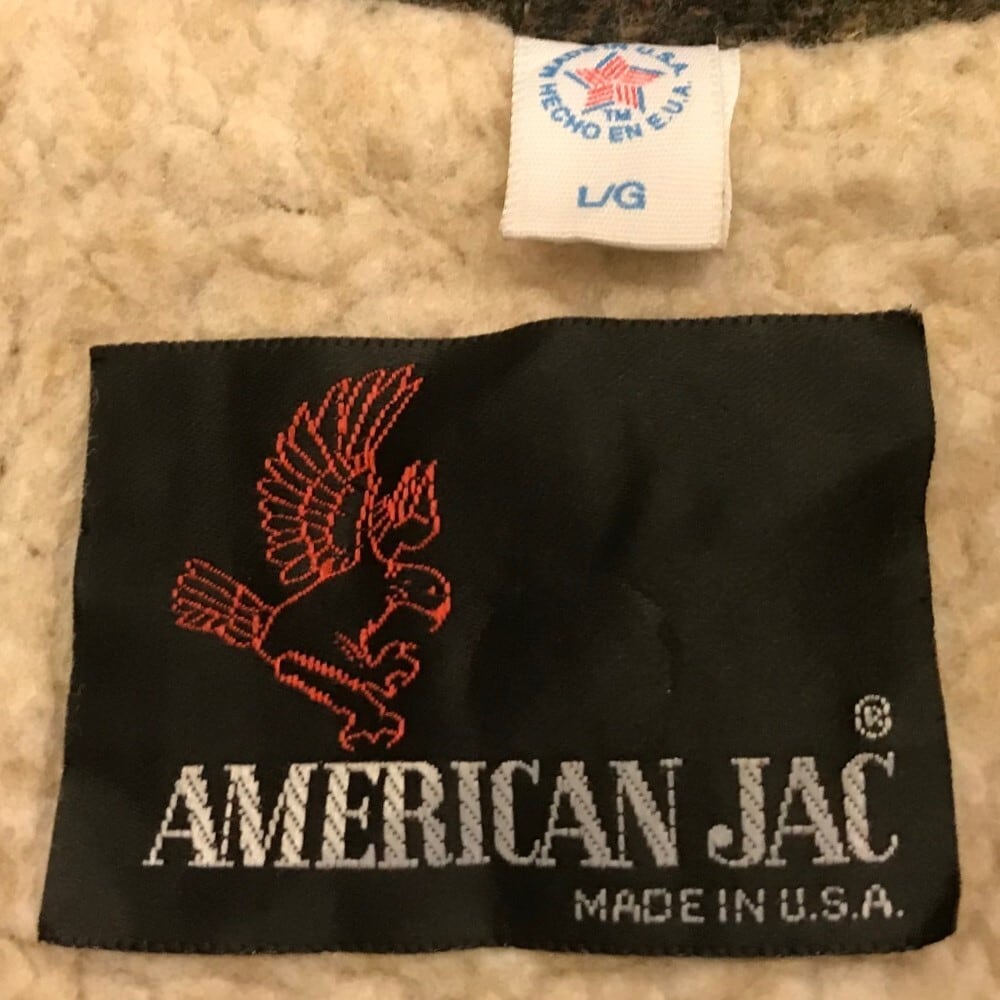 MADE IN U.S.A.
HECHO EN E.U.A.
TM
L/G
®
AMERICAN JAC
MADE IN U.S.A.